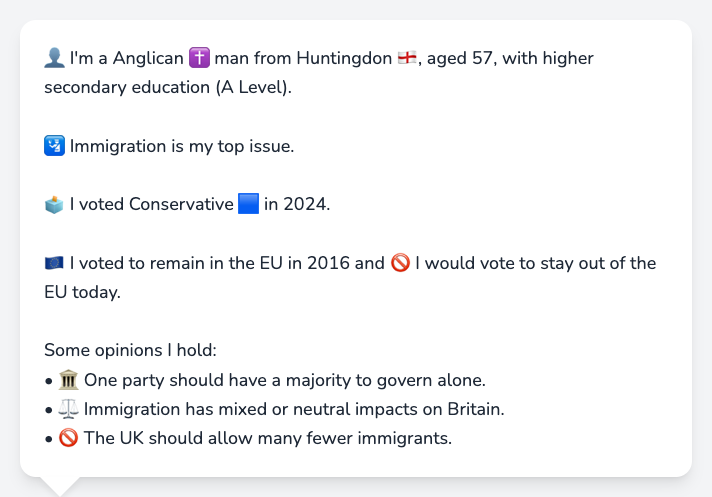 👤 I'm a Anglican ✝️ man from Huntingdon 🏴󠁧󠁢󠁥󠁮󠁧󠁿, aged 57, with higher
secondary education (A Level).
🛂 Immigration is my top issue.
🗳️ I voted Conservative 🟦 in 2024.
🇪🇺 I voted to remain in the EU in 2016 and 🚫 I would vote to stay out of the
EU today.
Some opinions I hold:
• 🏛️ One party should have a majority to govern alone.
• ⚖️ Immigration has mixed or neutral impacts on Britain.
• 🚫 The UK should allow many fewer immigrants.